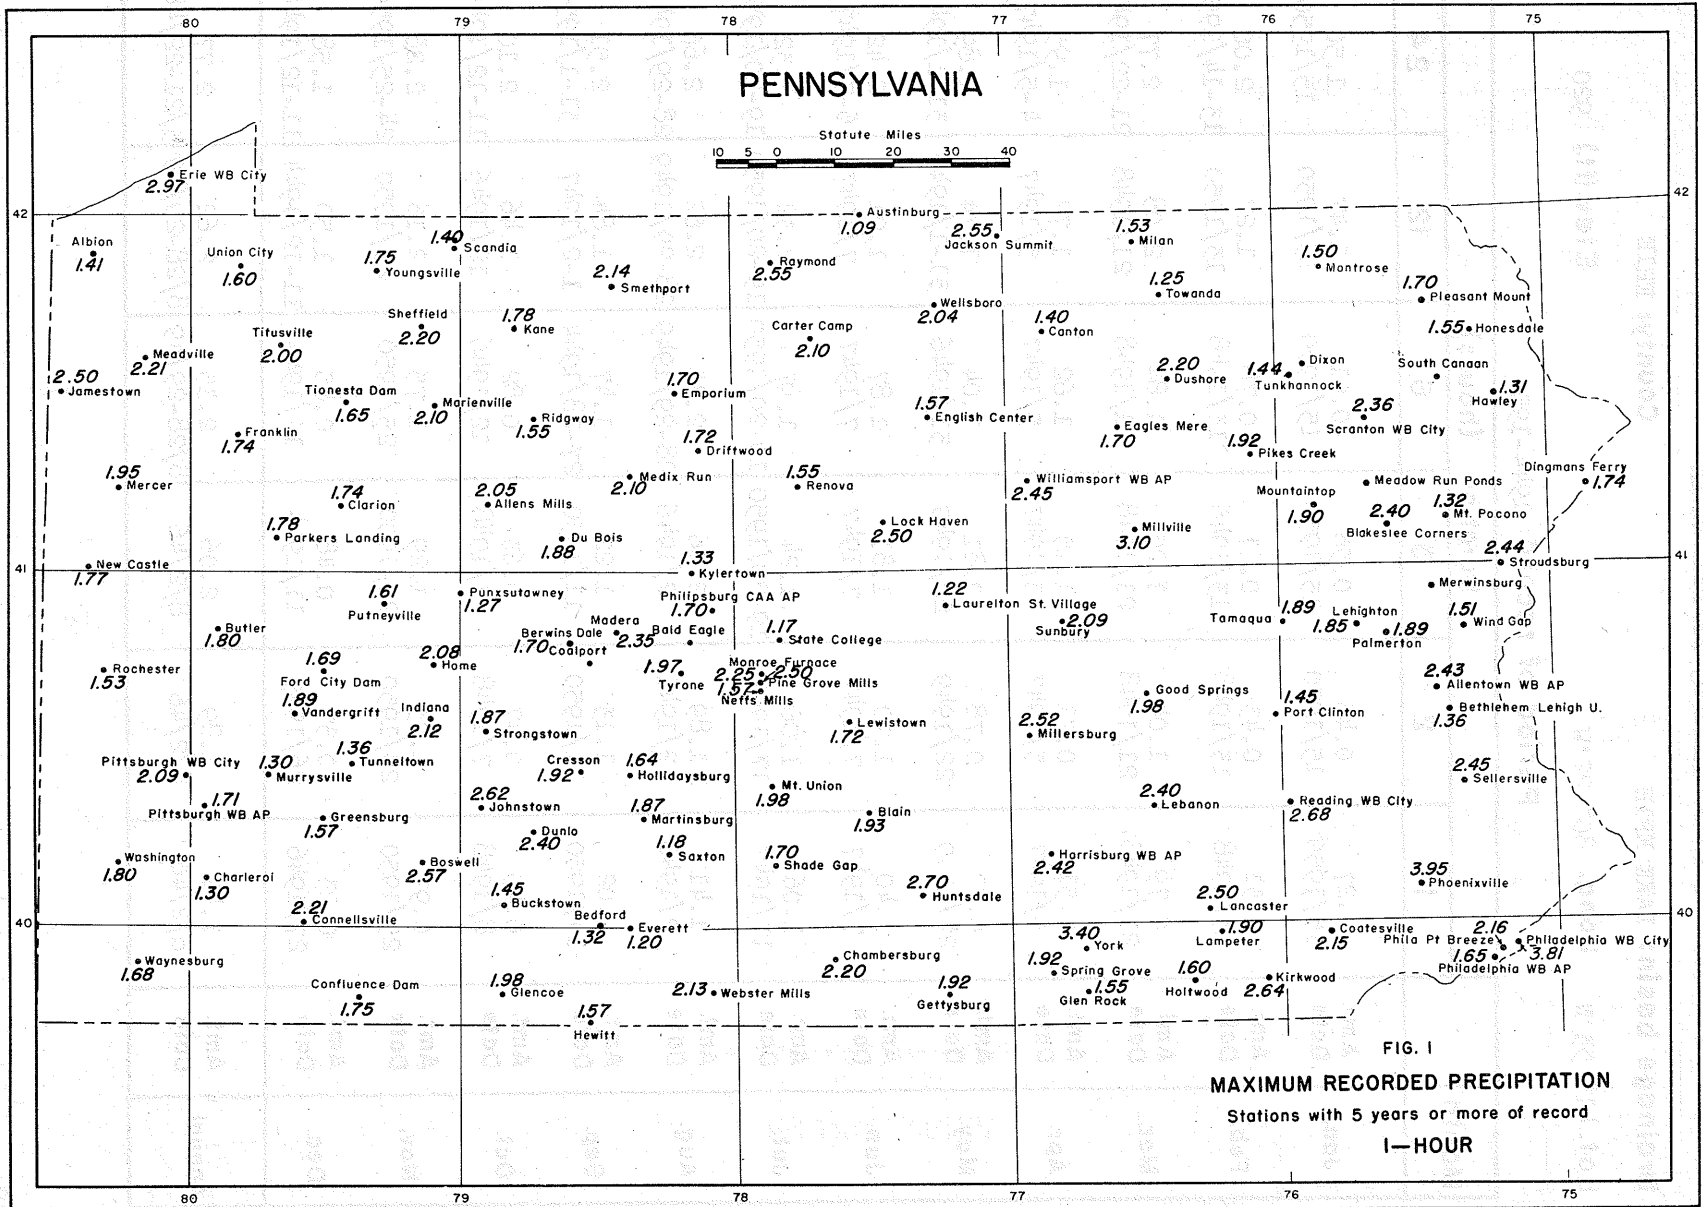 80 79 78 77 76 75
PENNSYLVANIA
Statute Miles
10 5 0 10 20 30 40
42
42
Erie WB City
2.97
Albion
1.41
Union City
1.60
1.75
Youngsville
1.40
Scandia
2.14
Smethport
Austinburg
1.09
2.55
Jackson Summit
2.55
Raymond
1.53
Milan
1.50
Montrose
1.25
Towanda
1.70
Pleasant Mount
1.55 Honesdale
Sheffield
2.20
1.78
Kane
Titusville
2.00
Meadville
2.21
2.50
Jamestown
Carter Camp
2.10
Wellsboro
2.04
1.40
Canton
2.20
Dushore
1.44
Tunkhannock
Dixon
South Canaan
1.31
Hawley
Tionesta Dam
1.65
Marienville
2.10
Ridgway
1.55
1.70
Emporium
1.57
English Center
Eagles Mere
1.70
2.36
Scranton WB City
1.92
Pikes Creek
Franklin
1.74
1.72
Driftwood
1.95
Mercer
1.74
Clarion
2.05
Allens Mills
Medix Run
2.10
1.55
Renova
Williamsport WB AP
2.45
Mountaintop
1.90
Meadow Run Ponds
Dingmans Ferry
1.74
1.32
Mt. Pocono
2.40
Blakeslee Corners
1.78
Parkers Landing
Du Bois
1.88
Lock Haven
2.50
Millville
3.10
41
41
New Castle
1.77
1.33
Kylertown
2.44
Stroudsburg
Merwinsburg
1.61
Putneyville
Punxsutawney
1.27
Philipsburg CAA AP
1.70
1.22
Laurelton St. Village
2.09
Sunbury
1.89
Tamaqua
Lehighton
1.85
1.89
Palmerton
1.51
Wind Gap
Butler
1.80
Madera
2.35
Berwins Dale
1.70
Coalport
Bald Eagle
1.17
State College
Rochester
1.53
1.69
Ford City Dam
2.08
Home
1.97
Tyrone
Monroe Furnace
2.25
2.50
Pine Grove Mills
1.57
Neffs Mills
2.43
Allentown WB AP
Bethlehem Lehigh U.
1.36
Good Springs
1.98
1.45
Port Clinton
1.89
Vandergrift
Indiana
2.12
1.87
Strongstown
Lewistown
1.72
2.52
Millersburg
Pittsburgh WB City
2.09
1.30
Murrysville
1.36
Tunneltown
Cresson
1.92
1.64
Hollidaysburg
Mt. Union
1.98
2.45
Sellersville
1.71
Pittsburgh WB AP
Greensburg
1.57
2.62
Johnstown
1.87
Martinsburg
Blain
1.93
2.40
Lebanon
Reading WB City
2.68
Dunlo
2.40
Washington
1.80
Charleroi
1.30
Boswell
2.57
1.18
Saxton
1.70
Shade Gap
Harrisburg WB AP
2.42
3.95
Phoenixville
1.45
Buckstown
2.70
Huntsdale
2.50
Lancaster
2.21
Connellsville
Bedford
1.32
Everett
1.20
40
40
1.90
Lampeter
Coatesville
2.15
2.16
Phila Pt Breeze
Philadelphia WB City
3.81
1.65
Philadelphia WB AP
Waynesburg
1.68
Chambersburg
2.20
3.40
York
1.92
Spring Grove
1.55
Glen Rock
1.60
Holtwood
Kirkwood
2.64
Confluence Dam
1.75
1.98
Glencoe
2.13 Webster Mills
1.92
Gettysburg
1.57
Hewitt
FIG. 1
MAXIMUM RECORDED PRECIPITATION
Stations with 5 years or more of record
1—HOUR
80 79 78 77 76 75